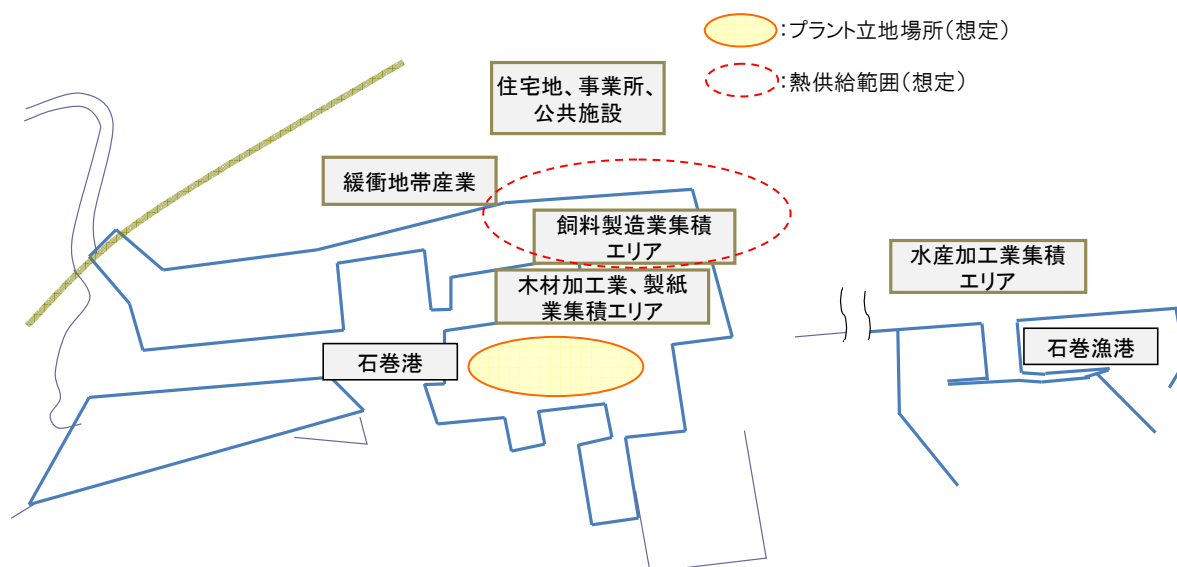 :プラント立地場所(想定)
:熱供給範囲(想定)
住宅地、事業所、
公共施設
緩衝地帯産業
飼料製造業集積
エリア
木材加工業、製紙
業集積エリア
水産加工業集積
エリア
石巻港
石巻漁港